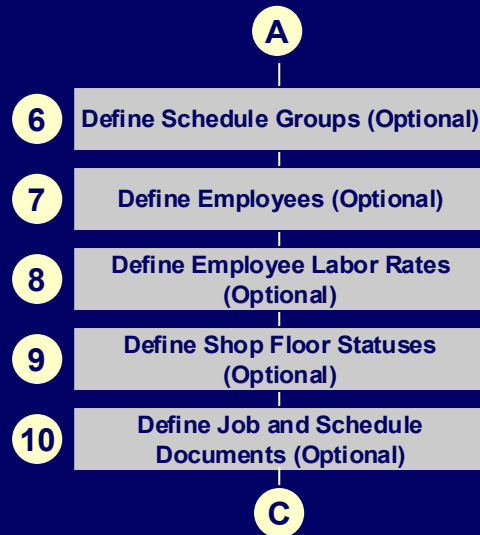 A
6
Define Schedule Groups (Optional)
7
Define Employees (Optional)
8
Define Employee Labor Rates
(Optional)
9
Define Shop Floor Statuses
(Optional)
10
Define Job and Schedule
Documents (Optional)
C